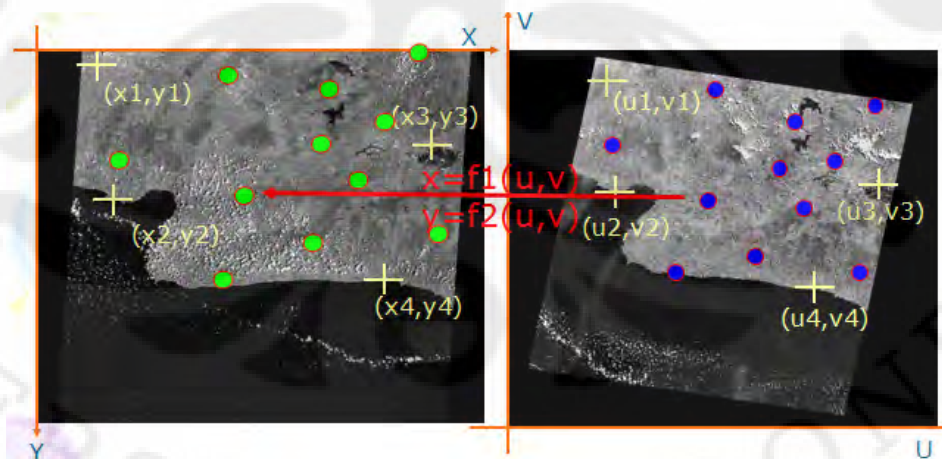 X
V
(x1,y1)
(u1,v1)
(x3,y3)
x=f1(u,v)
y=f2(u,v)
(x2,y2)
(u2,v2)
(u3,v3)
(x4,y4)
(u4,v4)
Y
U